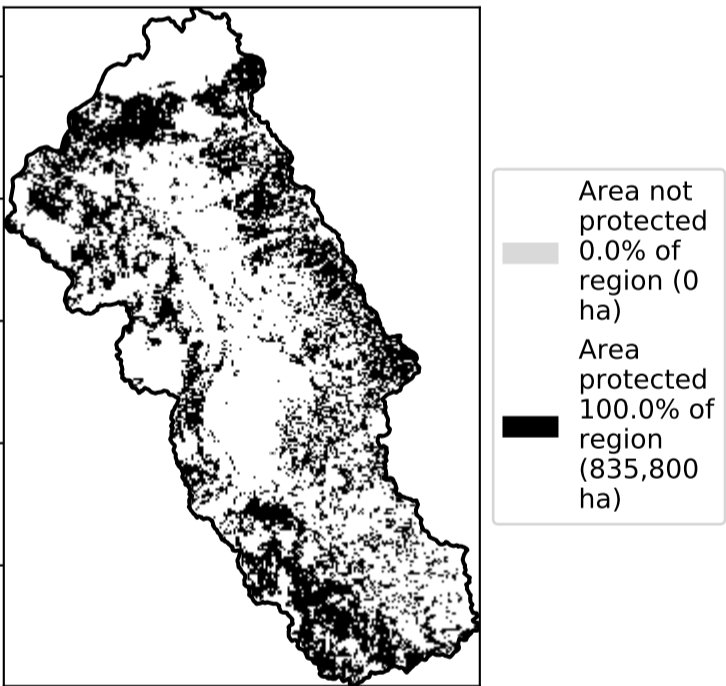 Area not
protected
0.0% of
region (0
ha)
Area
protected
100.0% of
region
(835,800
ha)